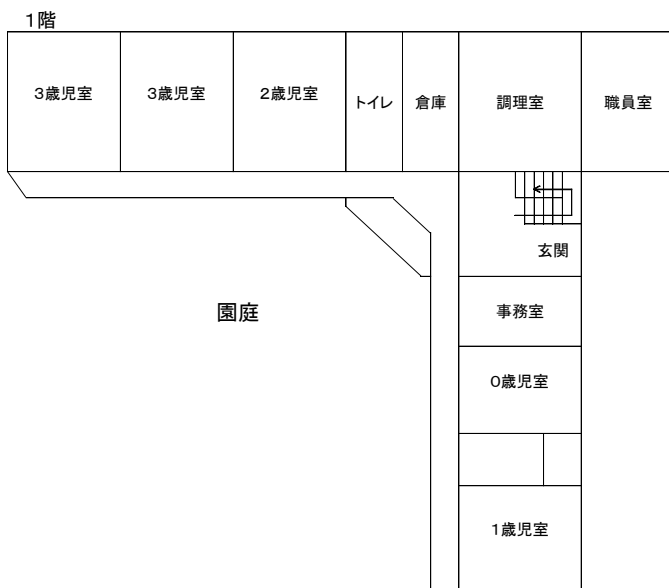 1階
3歳児室
3歳児室
2歳児室
トイレ
倉庫
調理室
職員室
玄関
園庭
事務室
0歳児室
1歳児室